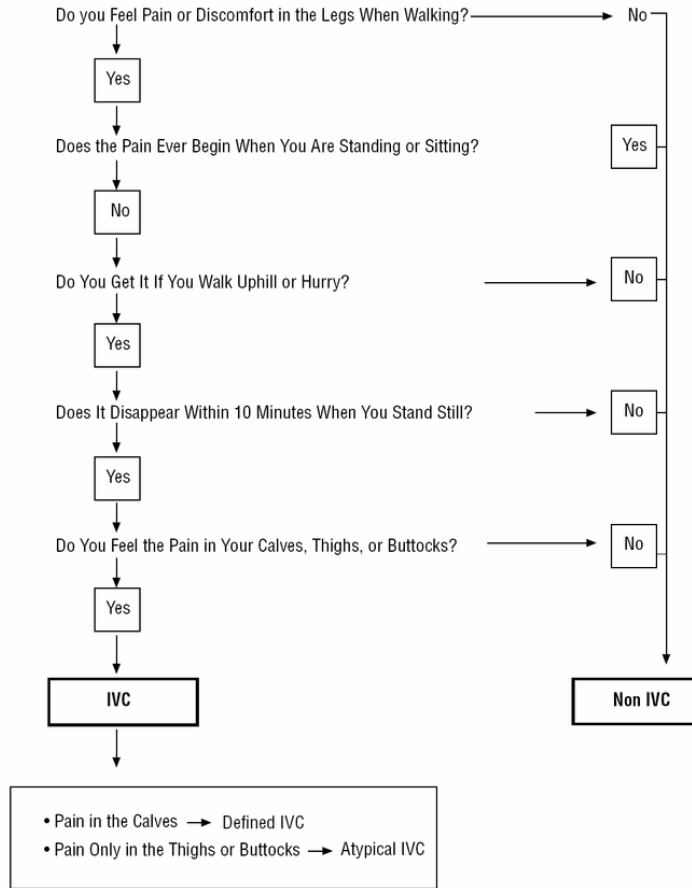 Do you Feel Pain or Discomfort in the Legs When Walking? No
Yes
Does the Pain Ever Begin When You Are Standing or Sitting? Yes
No
Do You Get It If You Walk Uphill or Hurry? No
Yes
Does It Disappear Within 10 Minutes When You Stand Still? No
Yes
Do You Feel the Pain in Your Calves, Thighs, or Buttocks? No
Yes
IVC Non IVC
• Pain in the Calves → Defined IVC
• Pain Only in the Thighs or Buttocks → Atypical IVC